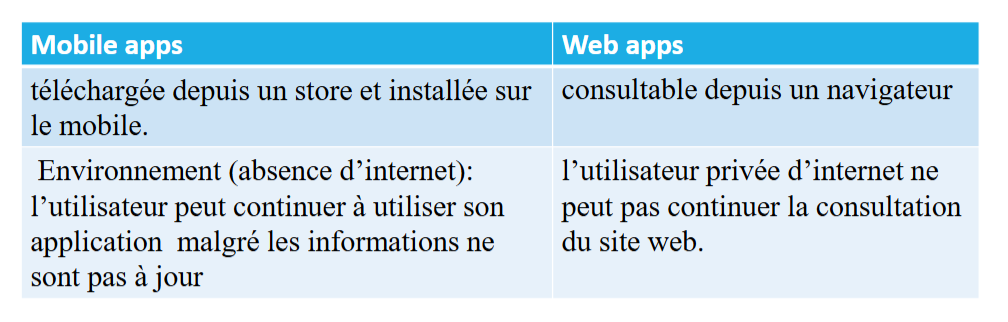 Mobile apps
Web apps
téléchargée depuis un store et installée sur
le mobile.
consultable depuis un navigateur
Environnement (absence d’internet):
l’utilisateur peut continuer à utiliser son
application  malgré les informations ne
sont pas à jour
l’utilisateur privée d’internet ne
peut pas continuer la consultation
du site web.